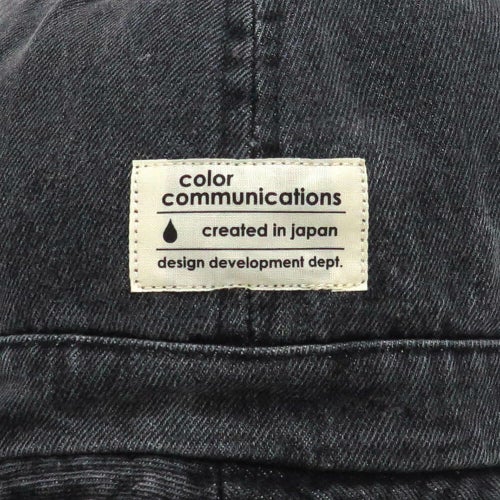 color
communications
created in japan
design development dept.